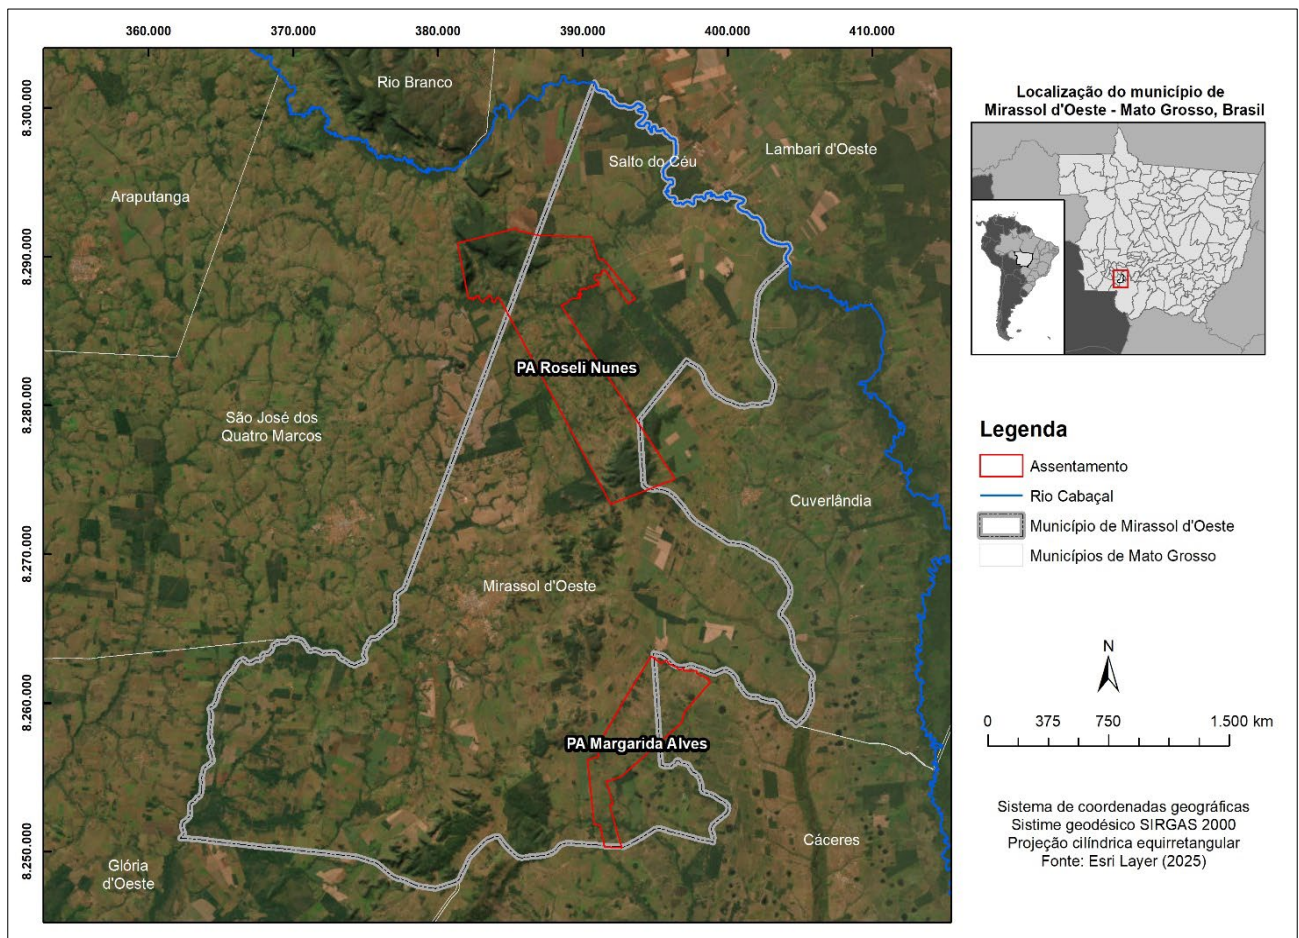 360.000 370.000 380.000 390.000 400.000 410.000
8.300.000
8.290.000
8.280.000
8.270.000
8.260.000
8.250.000
Rio Branco
Salto do Céu
Lambari d'Oeste
Araputanga
PA Roseli Nunes
São José dos
Quatro Marcos
Cuverlândia
Mirassol d'Oeste
PA Margarida Alves
Cáceres
Glória
d'Oeste
Localização do município de
Mirassol d'Oeste - Mato Grosso, Brasil
Legenda
Assentamento
Rio Cabaçal
Município de Mirassol d'Oeste
Municípios de Mato Grosso
N
0 375 750 1.500 km
Sistema de coordenadas geográficas
Sistime geodésico SIRGAS 2000
Projeção cilíndrica equirretangular
Fonte: Esri Layer (2025)